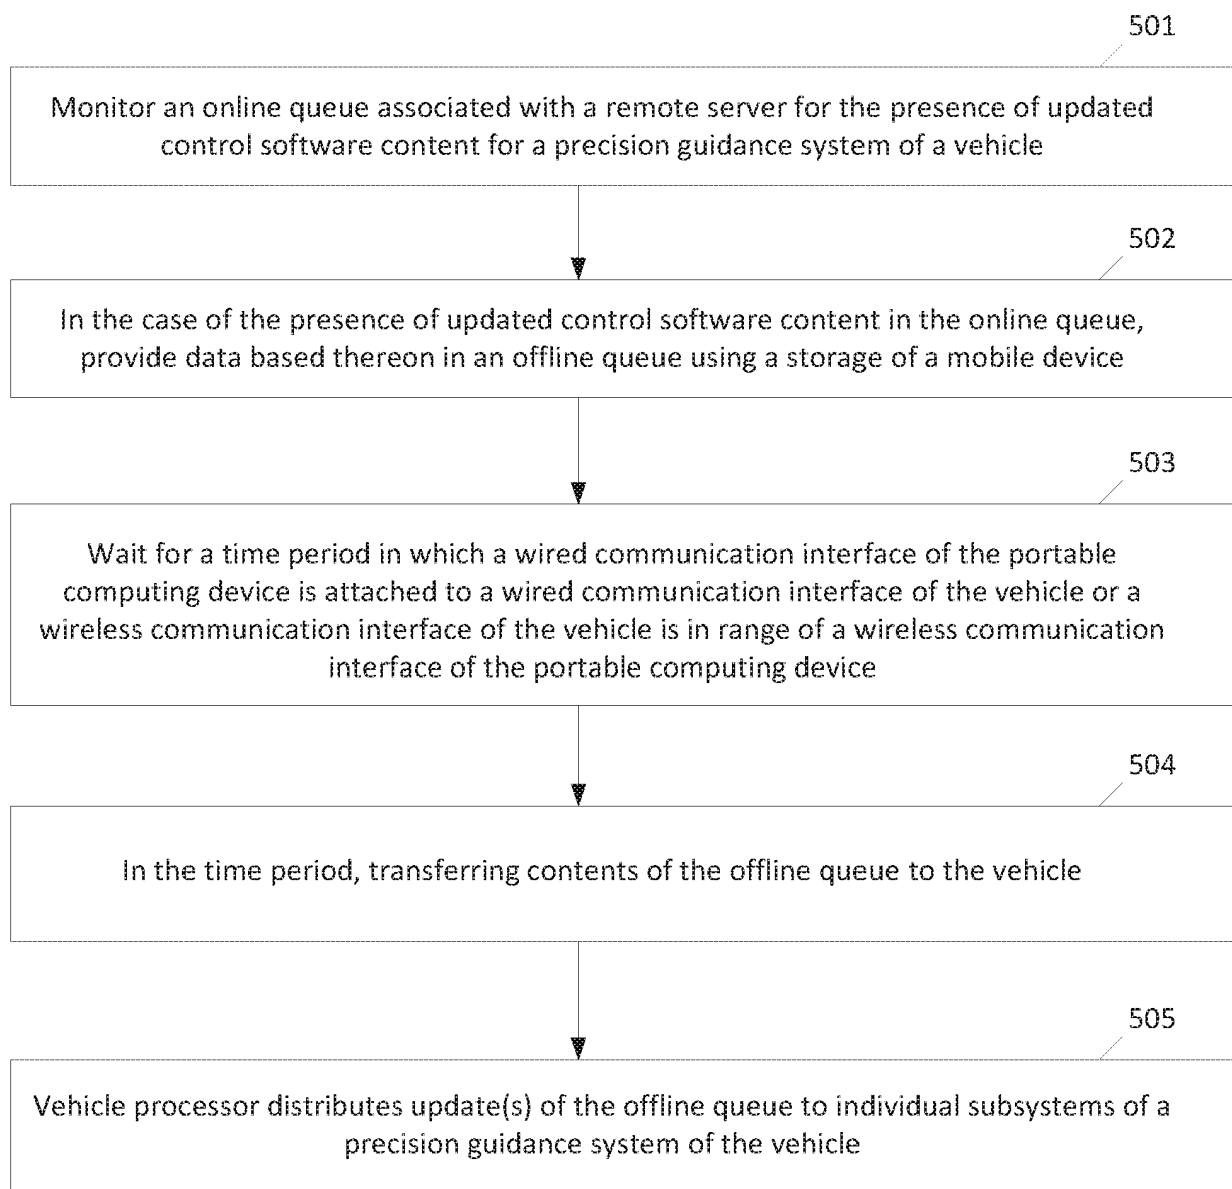 501
Monitor an online queue associated with a remote server for the presence of updated
control software content for a precision guidance system of a vehicle
502
In the case of the presence of updated control software content in the online queue,
provide data based thereon in an offline queue using a storage of a mobile device
503
Wait for a time period in which a wired communication interface of the portable
computing device is attached to a wired communication interface of the vehicle or a
wireless communication interface of the vehicle is in range of a wireless communication
interface of the portable computing device
504
In the time period, transferring contents of the offline queue to the vehicle
505
Vehicle processor distributes update(s) of the offline queue to individual subsystems of a
precision guidance system of the vehicle